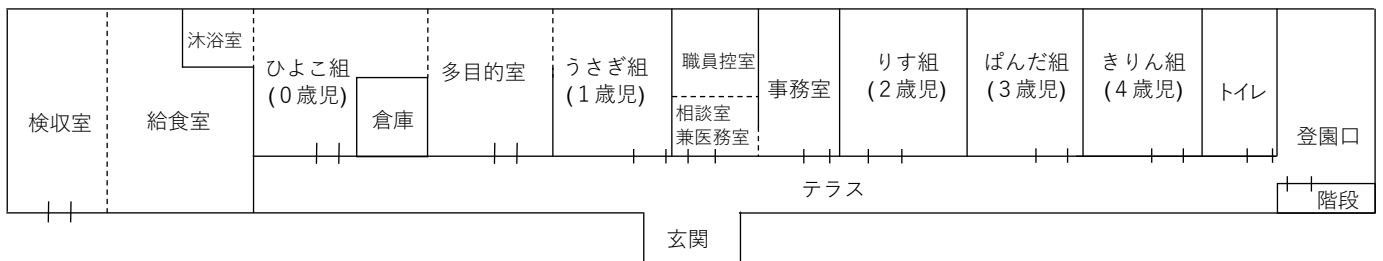 検収室
給食室
沐浴室
ひよこ組
(０歳児)
倉庫
多目的室
うさぎ組
(１歳児)
職員控室
相談室
兼医務室
事務室
りす組
(２歳児)
ぱんだ組
(３歳児)
きりん組
(４歳児)
トイレ
登園口
階段
テラス
玄関